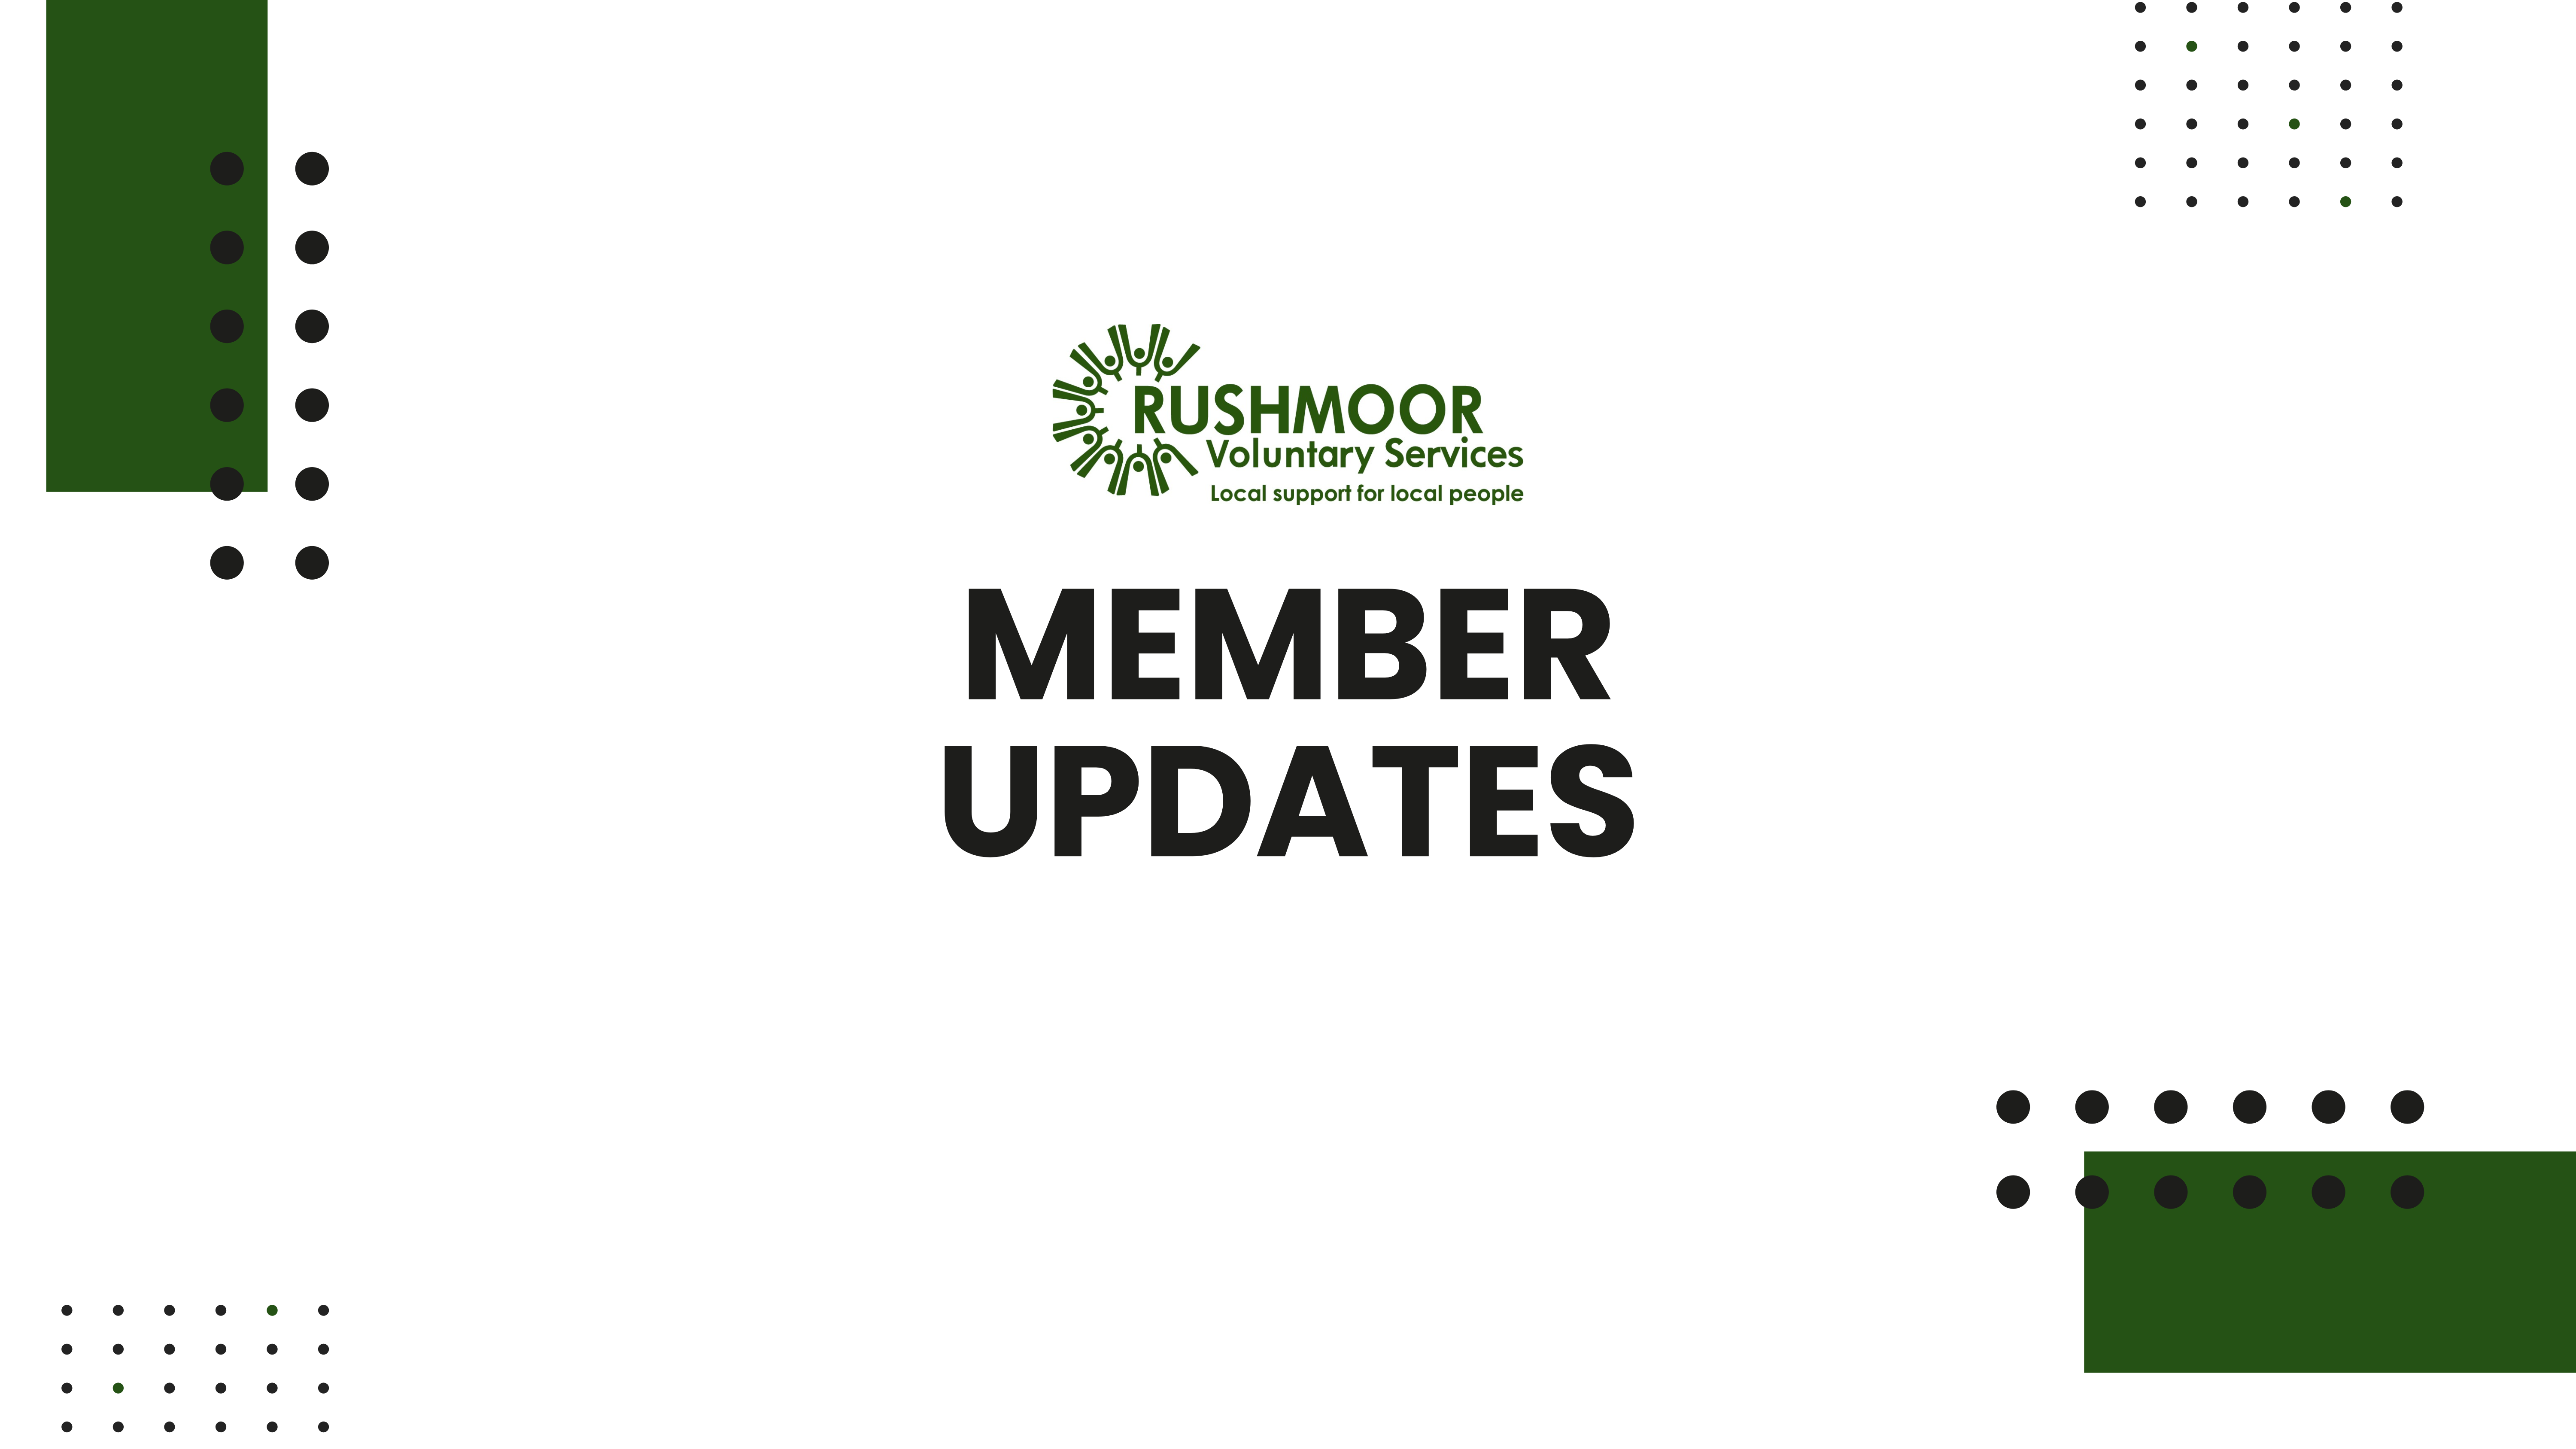 RUSHMOOR
Voluntary Services
Local support for local people
MEMBER
UPDATES